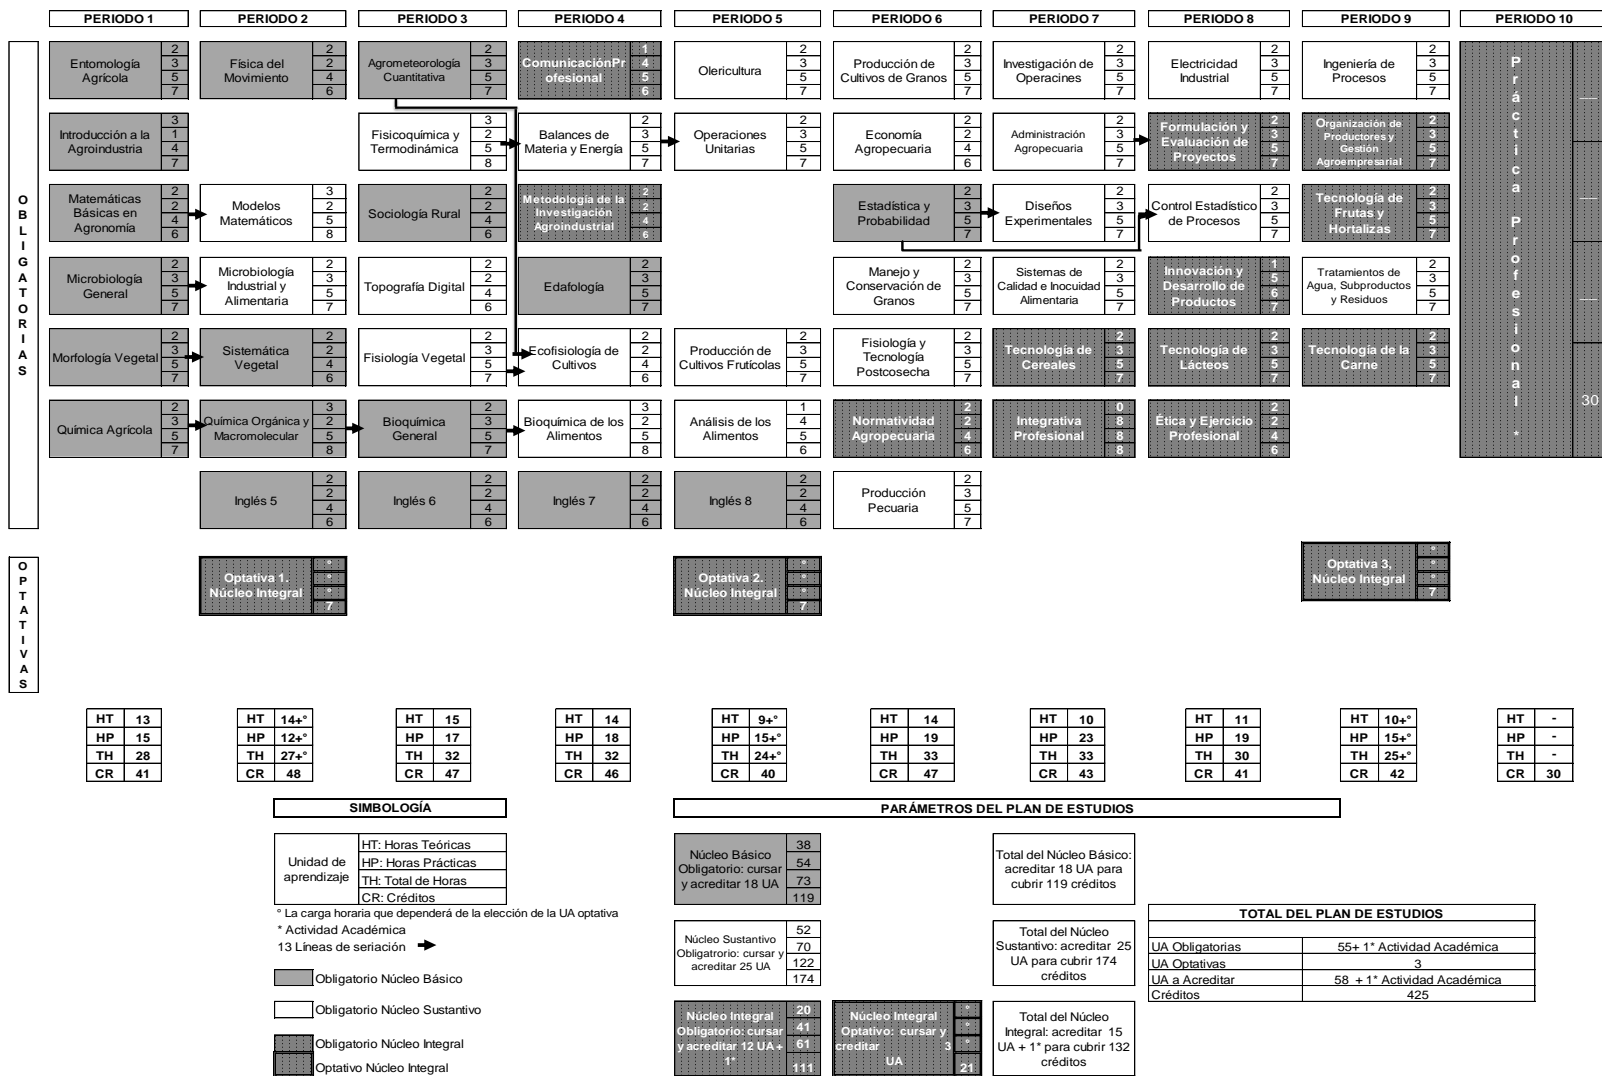 PERIODO 1
PERIODO 2
PERIODO 3
PERIODO 4
PERIODO 5
PERIODO 6
PERIODO 7
PERIODO 8
PERIODO 9
PERIODO 10
OBLIGATORIAS
Entomología
Agrícola
2
3
5
7
Física del
Movimiento
2
2
4
6
Agrometeorología
Cuantitativa
2
3
5
7
ComunicaciónPr
ofesional
1
4
5
6
Olericultura
2
3
5
7
Producción de
Cultivos de Granos
2
3
5
7
Investigación de
Operacines
2
3
5
7
Electricidad
Industrial
2
3
5
7
Ingeniería de
Procesos
2
3
5
7
Práctica Profesional *
—
—
—
30
Introducción a la
Agroindustria
3
1
4
7
Fisicoquímica y
Termodinámica
3
2
5
8
Balances de
Materia y Energía
2
3
5
7
Operaciones
Unitarias
2
3
5
7
Economía
Agropecuaria
2
2
4
6
Administración
Agropecuaria
2
3
5
7
Formulación y
Evaluación de
Proyectos
2
3
5
7
Organización de
Productores y
Gestión
Agroempresarial
2
3
5
7
Matemáticas
Básicas en
Agronomía
2
2
4
6
Modelos
Matemáticos
3
2
5
8
Sociología Rural
2
2
4
6
Metodología de la
Investigación
Agroindustrial
2
2
4
6
Estadística y
Probabilidad
2
3
5
7
Diseños
Experimentales
2
3
5
7
Control Estadístico
de Procesos
2
3
5
7
Tecnología de
Frutas y
Hortalizas
2
3
5
7
Microbiología
General
2
3
5
7
Microbiología
Industrial y
Alimentaria
2
3
5
7
Topografía Digital
2
2
4
6
Edafología
2
3
5
7
Manejo y
Conservación de
Granos
2
3
5
7
Sistemas de
Calidad e Inocuidad
Alimentaria
2
3
5
7
Innovación y
Desarrollo de
Productos
1
5
6
7
Tratamientos de
Agua, Subproductos
y Residuos
2
3
5
7
Morfología Vegetal
2
3
5
7
Sistemática
Vegetal
2
2
4
6
Fisiología Vegetal
2
3
5
7
Ecofisiología de
Cultivos
2
2
4
6
Producción de
Cultivos Frutícolas
2
3
5
7
Fisiología y
Tecnología
Postcosecha
2
3
5
7
Tecnología de
Cereales
2
3
5
7
Tecnología de
Lácteos
2
3
5
7
Tecnología de la
Carne
2
3
5
7
Química Agrícola
2
3
5
7
Química Orgánica y
Macromolecular
3
2
5
8
Bioquímica
General
2
3
5
7
Bioquímica de los
Alimentos
3
2
5
8
Análisis de los
Alimentos
1
4
5
6
Normatividad
Agropecuaria
2
2
4
6
Integrativa
Profesional
0
8
8
8
Ética y Ejercicio
Profesional
2
2
4
6
Inglés 5
2
2
4
6
Inglés 6
2
2
4
6
Inglés 7
2
2
4
6
Inglés 8
2
2
4
6
Producción
Pecuaria
2
3
5
7
OPTATIVAS
Optativa 1.
Núcleo Integral
°
°
°
7
Optativa 2.
Núcleo Integral
°
°
°
7
Optativa 3,
Núcleo Integral
°
°
°
7
HT 13
HP 15
TH 28
CR 41
HT 14+°
HP 12+°
TH 27+°
CR 48
HT 15
HP 17
TH 32
CR 47
HT 14
HP 18
TH 32
CR 46
HT 9+°
HP 15+°
TH 24+°
CR 40
HT 14
HP 19
TH 33
CR 47
HT 10
HP 23
TH 33
CR 43
HT 11
HP 19
TH 30
CR 41
HT 10+°
HP 15+°
TH 25+°
CR 42
HT -
HP -
TH -
CR 30
SIMBOLOGÍA
Unidad de
aprendizaje
HT: Horas Teóricas
HP: Horas Prácticas
TH: Total de Horas
CR: Créditos
° La carga horaria que dependerá de la elección de la UA optativa
* Actividad Académica
13 Líneas de seriación
Obligatorio Núcleo Básico
Obligatorio Núcleo Sustantivo
Obligatorio Núcleo Integral
Optativo Núcleo Integral
PARÁMETROS DEL PLAN DE ESTUDIOS
Núcleo Básico
Obligatorio: cursar
y acreditar 18 UA
38
54
73
119
Total del Núcleo Básico:
acreditar 18 UA para
cubrir 119 créditos
Núcleo Sustantivo
Obligatrorio: cursar y
acreditar 25 UA
52
70
122
174
Total del Núcleo
Sustantivo: acreditar 25
UA para cubrir 174
créditos
Núcleo Integral
Obligatorio: cursar
y acreditar 12 UA +
1*
20
41
61
111
Núcleo Integral
Optativo: cursar y
creditar 3
UA
°
°
°
21
Total del Núcleo
Integral: acreditar 15
UA + 1* para cubrir 132
créditos
TOTAL DEL PLAN DE ESTUDIOS
UA Obligatorias 55+ 1* Actividad Académica
UA Optativas 3
UA a Acreditar 58 + 1* Actividad Académica
Créditos 425